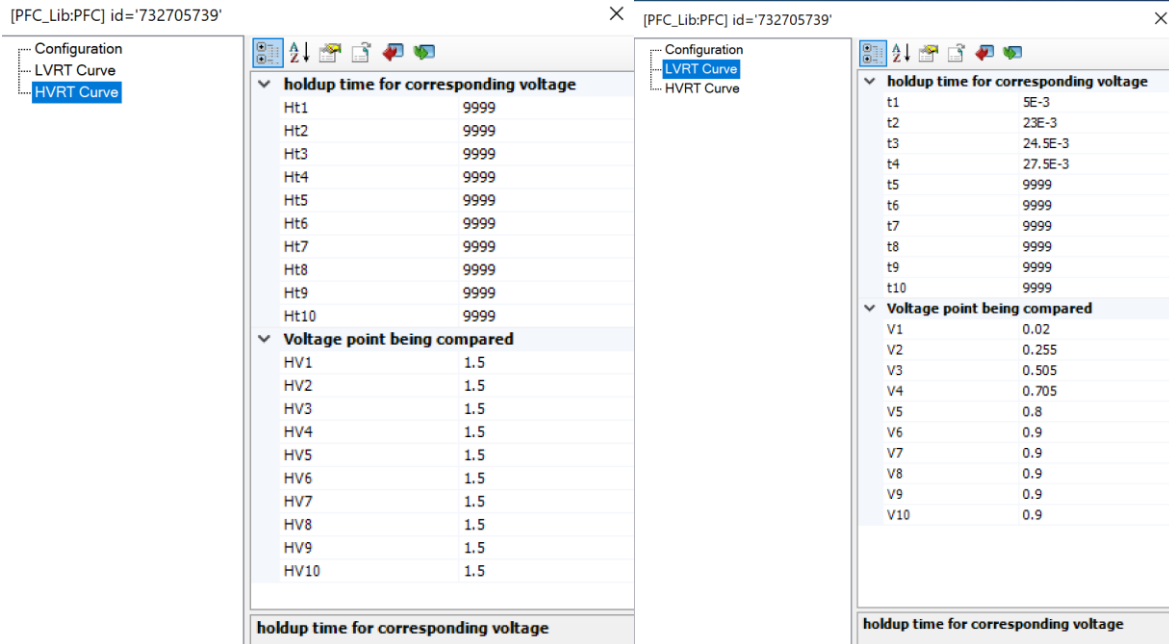 [PFC_Lib:PFC] id='732705739'
Configuration
LVRT Curve
HVRT Curve
holdup time for corresponding voltage
Ht1 9999
Ht2 9999
Ht3 9999
Ht4 9999
Ht5 9999
Ht6 9999
Ht7 9999
Ht8 9999
Ht9 9999
Ht10 9999
Voltage point being compared
HV1 1.5
HV2 1.5
HV3 1.5
HV4 1.5
HV5 1.5
HV6 1.5
HV7 1.5
HV8 1.5
HV9 1.5
HV10 1.5
holdup time for corresponding voltage
[PFC_Lib:PFC] id='732705739'
Configuration
LVRT Curve
HVRT Curve
holdup time for corresponding voltage
t1 5E-3
t2 23E-3
t3 24.5E-3
t4 27.5E-3
t5 9999
t6 9999
t7 9999
t8 9999
t9 9999
t10 9999
Voltage point being compared
V1 0.02
V2 0.255
V3 0.505
V4 0.705
V5 0.8
V6 0.9
V7 0.9
V8 0.9
V9 0.9
V10 0.9
holdup time for corresponding voltage